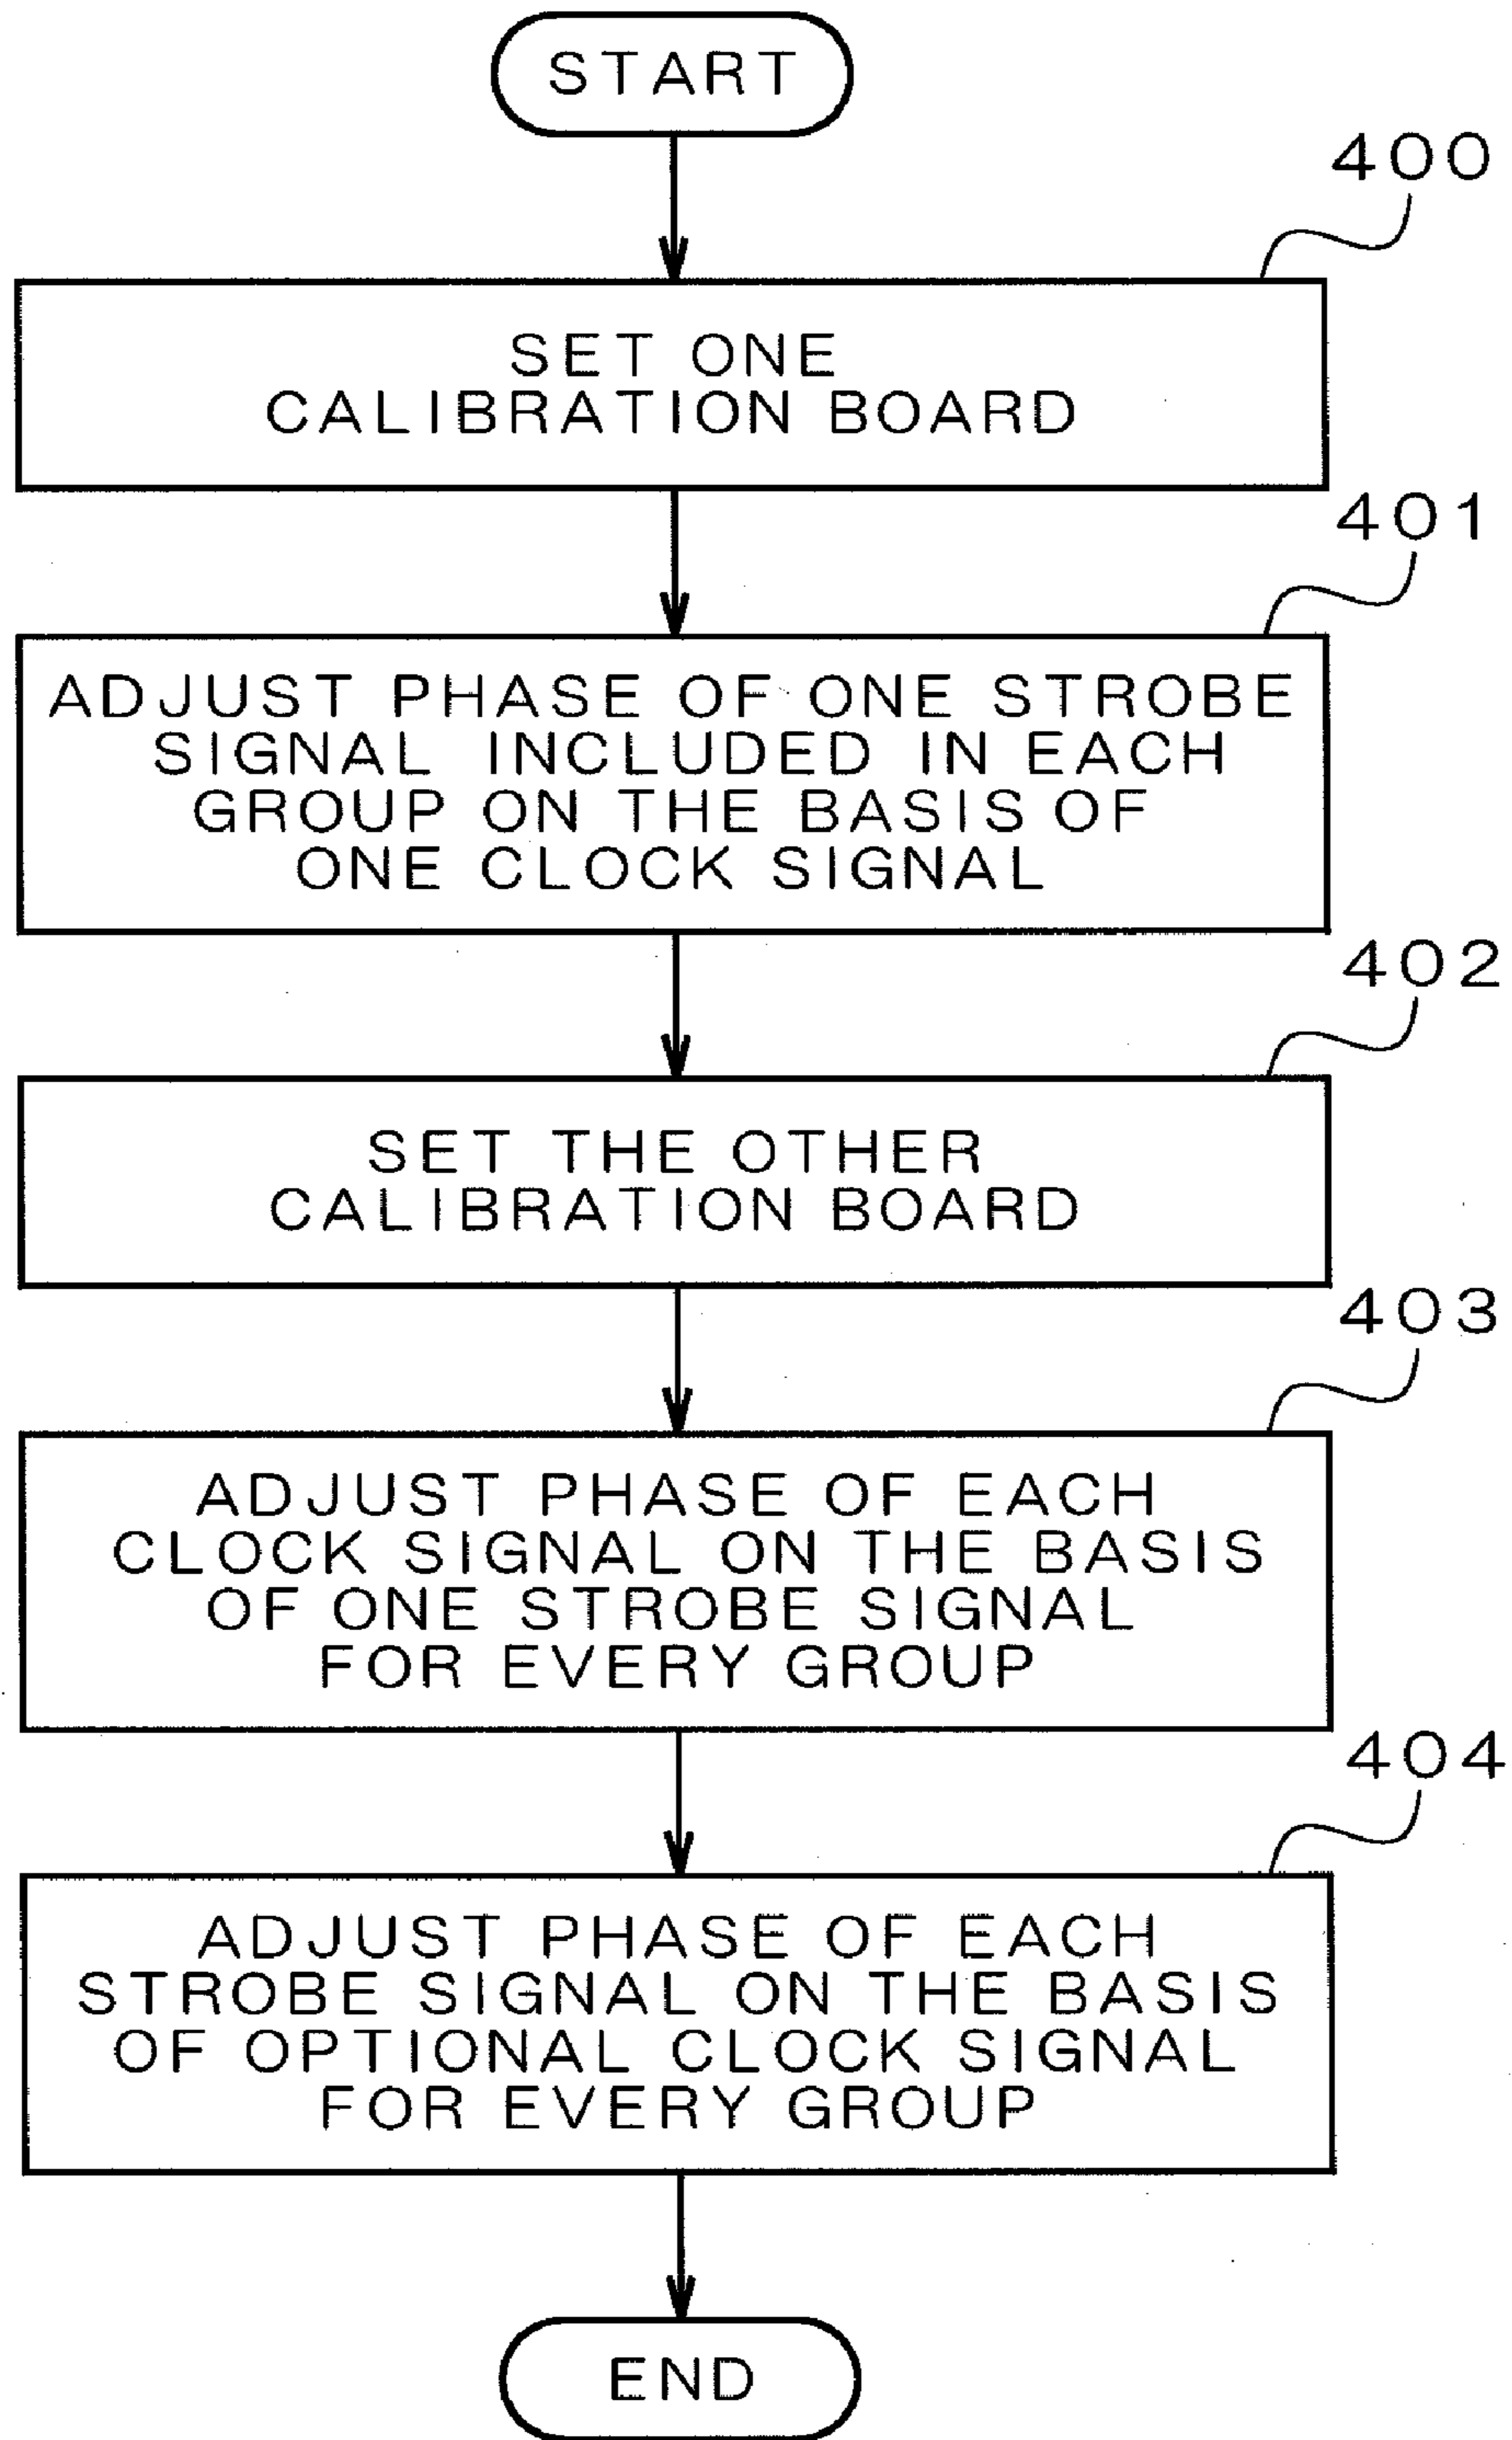 START
400
SET ONE
CALIBRATION BOARD
401
ADJUST PHASE OF ONE STROBE
SIGNAL INCLUDED IN EACH
GROUP ON THE BASIS OF
ONE CLOCK SIGNAL
402
SET THE OTHER
CALIBRATION BOARD
403
ADJUST PHASE OF EACH
CLOCK SIGNAL ON THE BASIS
OF ONE STROBE SIGNAL
FOR EVERY GROUP
404
ADJUST PHASE OF EACH
STROBE SIGNAL ON THE BASIS
OF OPTIONAL CLOCK SIGNAL
FOR EVERY GROUP
END